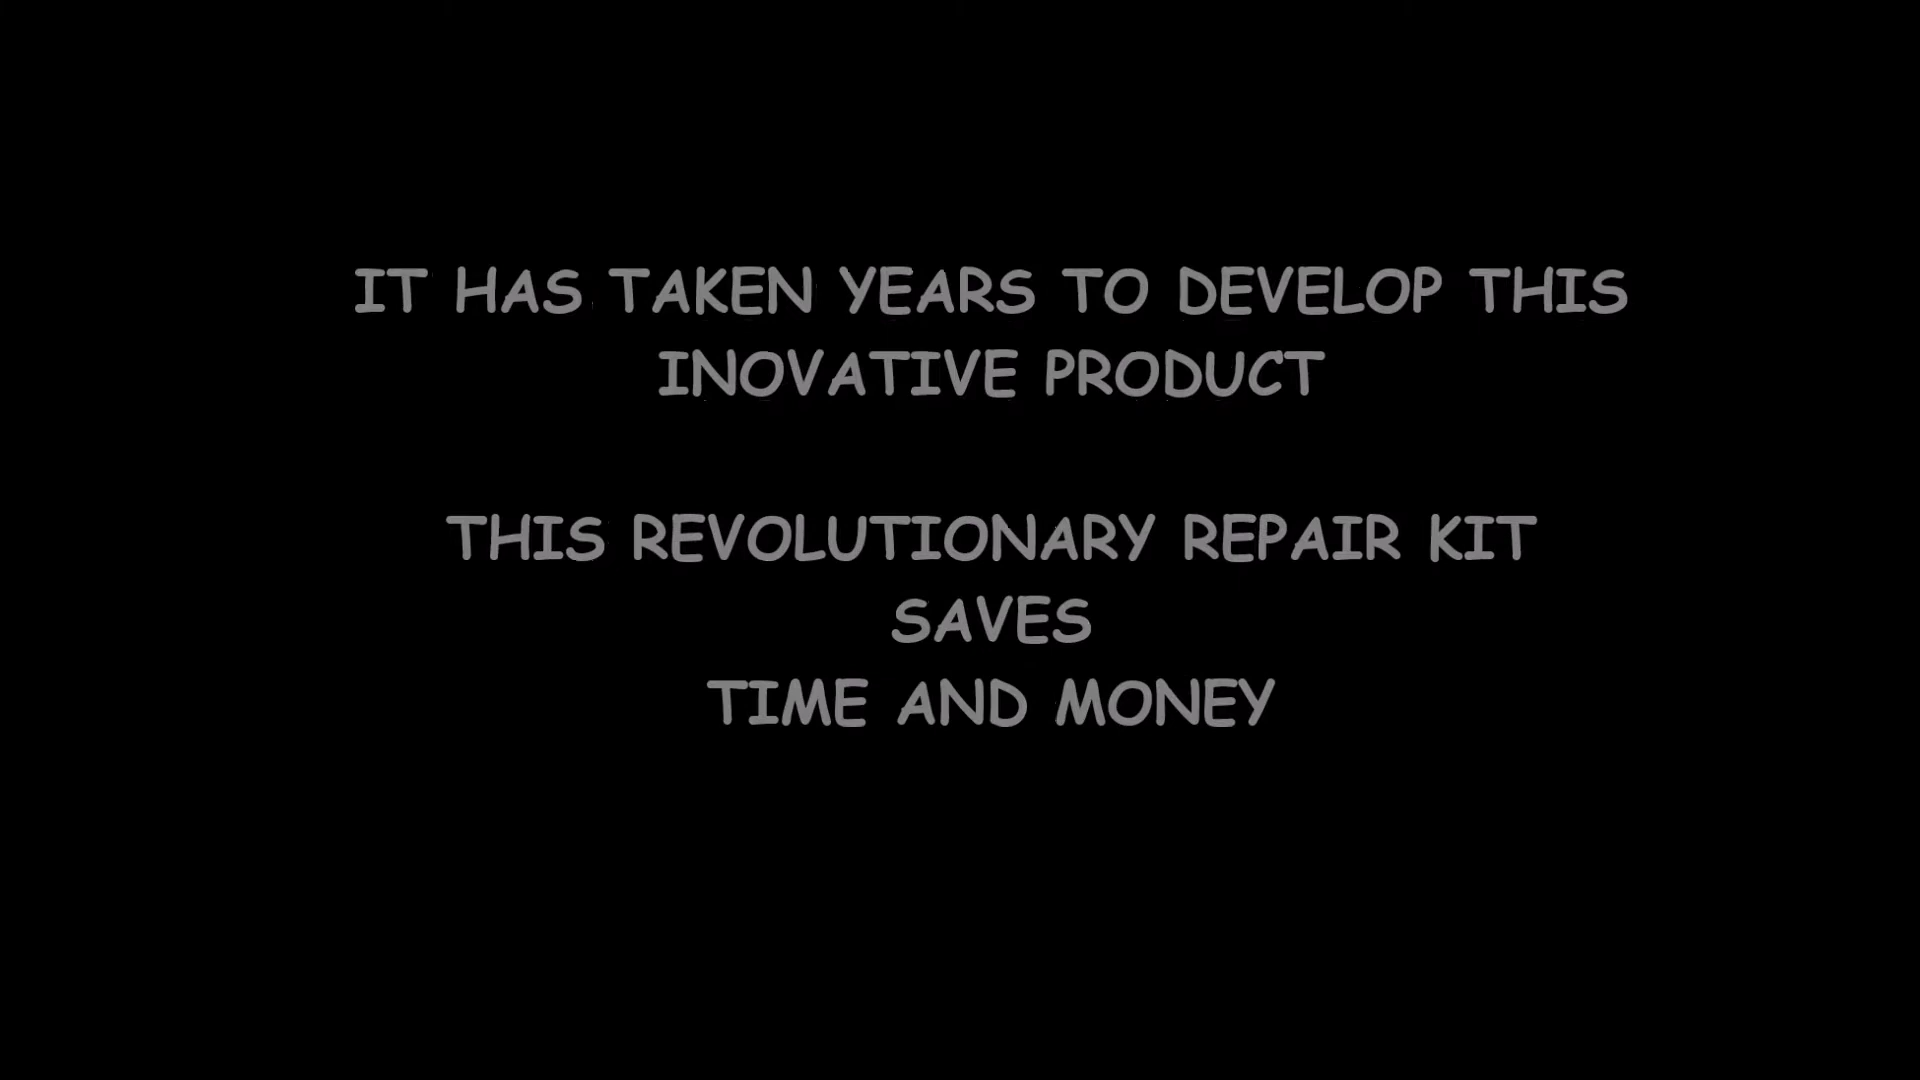 IT HAS TAKEN YEARS TO DEVELOP THIS
INOVATIVE PRODUCT
THIS REVOLUTIONARY REPAIR KIT
SAVES
TIME AND MONEY